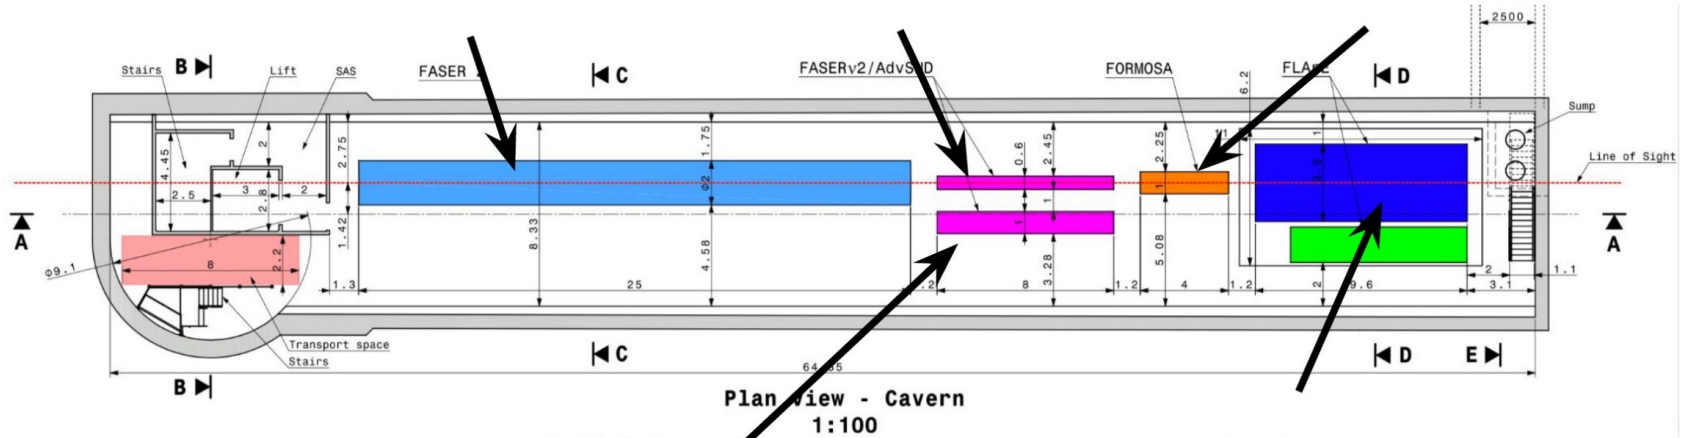 2500
B
Stairs
Lift
SAS
FASER
C
FASERν2/AdvSND
FORMOSA
FLArE
D
6.2
Sump
Line of Sight
4.45
2
2.75
1.75
0.6
2.45
2.25
1
11
3.5
2.5
3
2
2.8
Φ2
1
1
1
A
A
1.42
8.33
4.58
3.28
5.08
Φ9.1
8
2.2
1.3
25
8
1.2
4
1.2
2
9.6
2
1.1
3.1
Transport space
Stairs
B
C
D
E
Plan View - Cavern
1:100